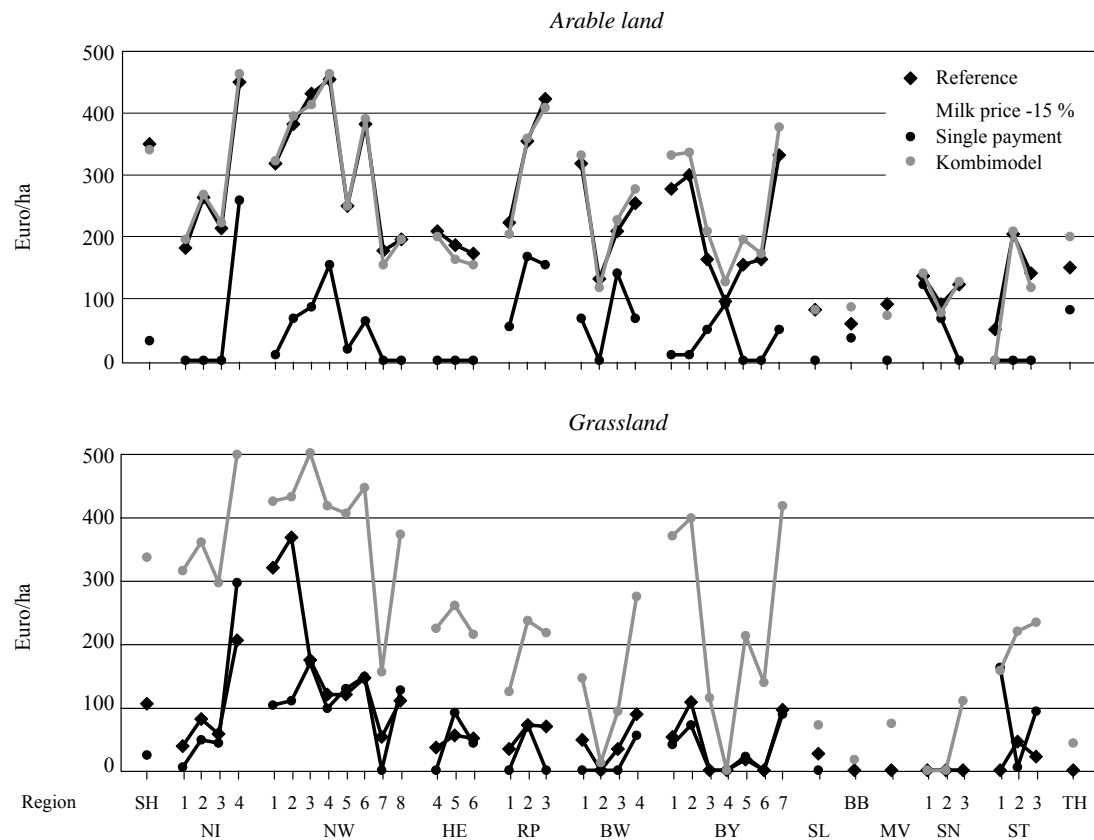 Arable land
500
400
300
200
100
0
Euro/ha
Reference
Milk price -15 %
Single payment
Kombimodel
Grassland
500
400
300
200
100
0
Euro/ha
Region SH 1 2 3 4 1 2 3 4 5 6 7 8 4 5 6 1 2 3 1 2 3 4 1 2 3 4 5 6 7 BB 1 2 3 1 2 3 TH
NI NW HE RP BW BY SL MV SN ST